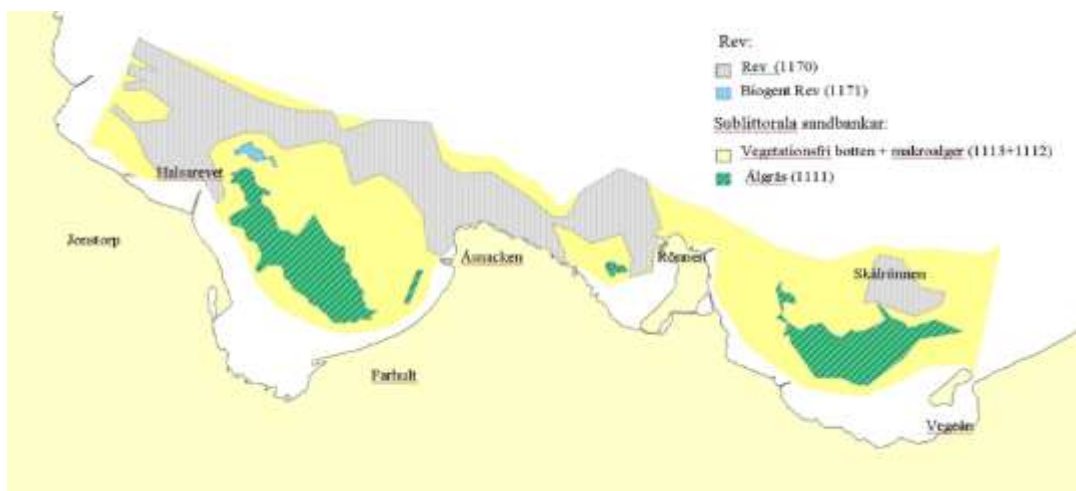 Rev:
Rev (1170)
Biogent Rev (1171)
Sublittorala sandbankar:
Vegetationsfri botten + makroalger (1113+1112)
Ålgräs (1111)
Halsarevet
Jonstorp
Åsnacken
Rönnen
Skälrönnen
Farhult
Vegeån